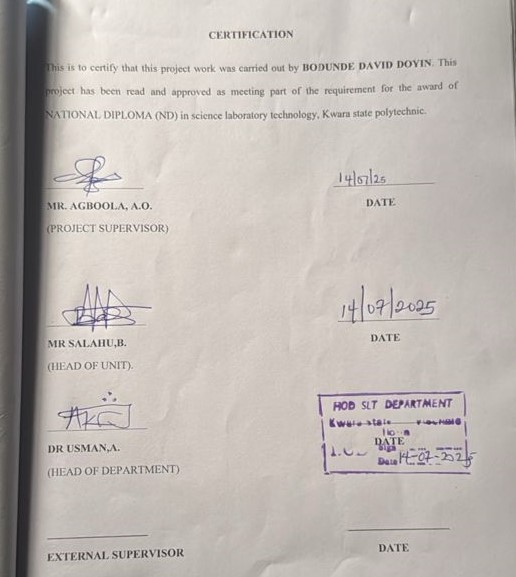 CERTIFICATION
This is to certify that this project work was carried out by BODUNDE DAVID DOYIN. This
project has been read and approved as meeting part of the requirement for the award of
NATIONAL DIPLOMA (ND) in science laboratory technology, Kwara state polytechnic.
14/07/25
MR. AGBOOLA, A.O.
DATE
(PROJECT SUPERVISOR)
14/07/2025
MR SALAHU,B.
DATE
(HEAD OF UNIT).
HOD SLT DEPARTMENT
Kwara state
DATE
Sign
Date 14-07-2025
DR USMAN,A.
(HEAD OF DEPARTMENT)
EXTERNAL SUPERVISOR
DATE